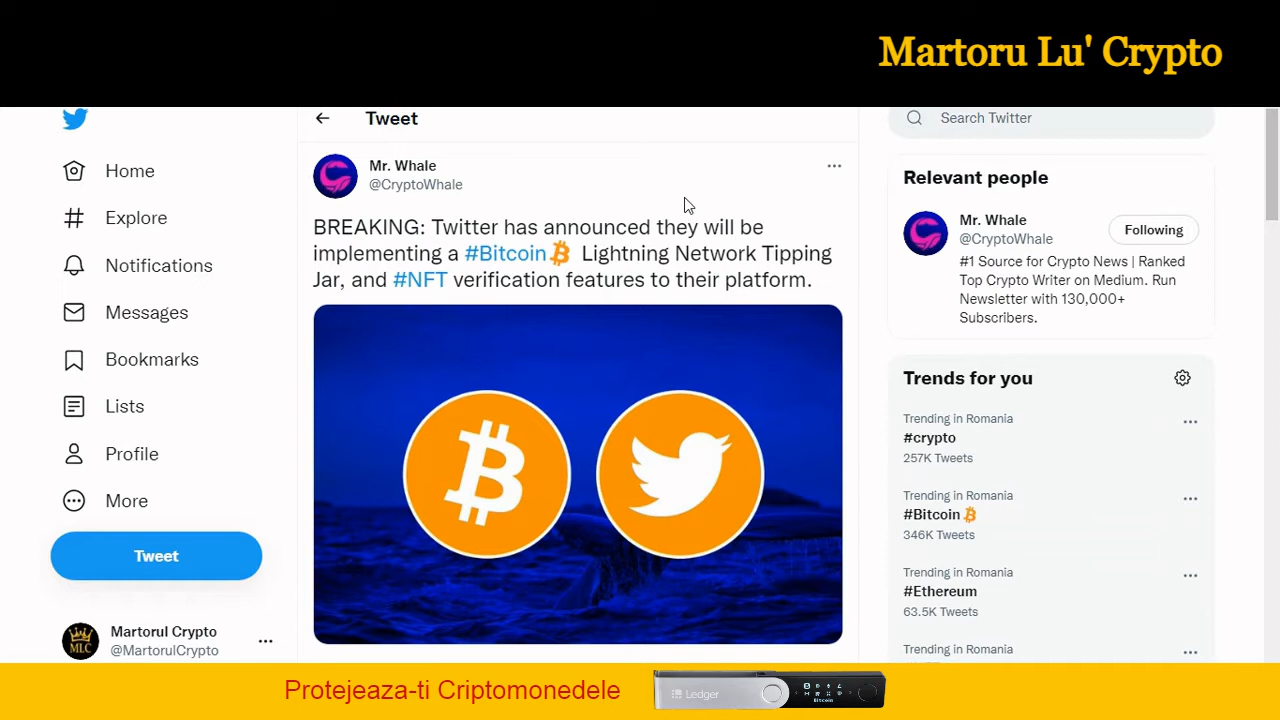 Martoru Lu' Crypto
Tweet
Search Twitter
Home
Explore
Notifications
Messages
Bookmarks
Lists
Profile
More
Tweet
Martorul Crypto
@MartorulCrypto
MLC
Mr. Whale
@CryptoWhale
BREAKING: Twitter has announced they will be
implementing a #Bitcoin Lightning Network Tipping
Jar, and #NFT verification features to their platform.
Relevant people
Mr. Whale
@CryptoWhale
Following
#1 Source for Crypto News | Ranked
Top Crypto Writer on Medium. Run
Newsletter with 130,000+
Subscribers.
Trends for you
Trending in Romania
#crypto
257K Tweets
Trending in Romania
#Bitcoin
346K Tweets
Trending in Romania
#Ethereum
63.5K Tweets
Trending in Romania
Protejeaza-ti Criptomonedele
Ledger
Bitcoin